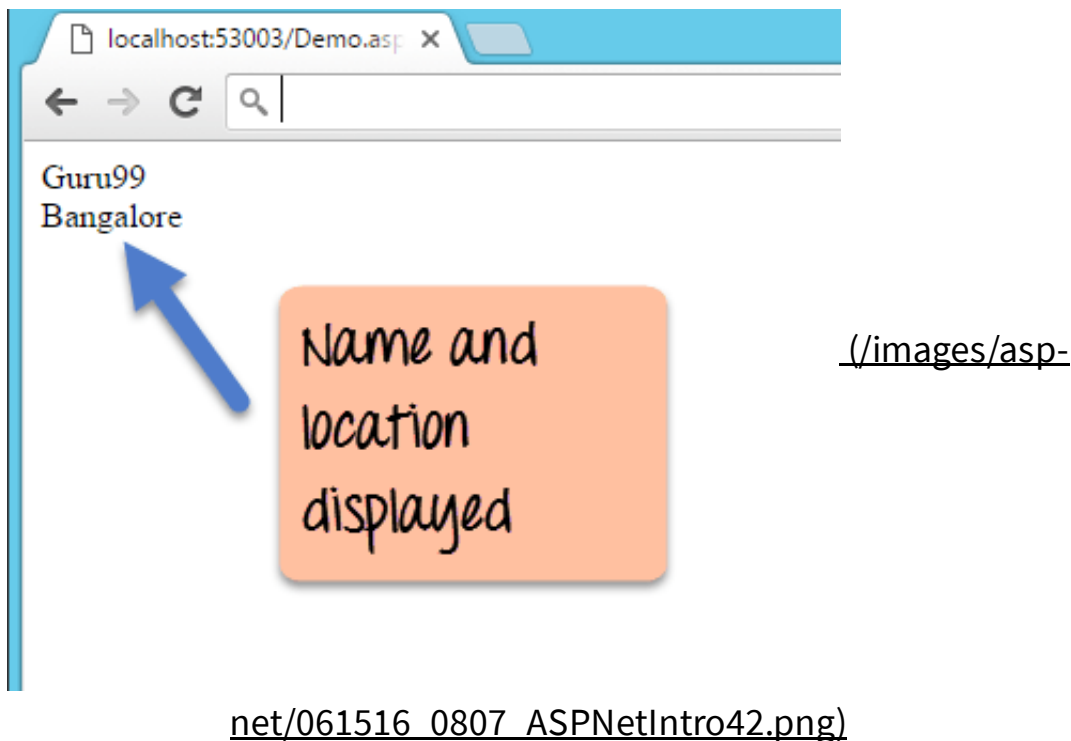 localhost:53003/Demo.asp
Guru99
Bangalore
Name and
location
displayed
(/images/asp-
net/061516_0807_ASPNetIntro42.png)